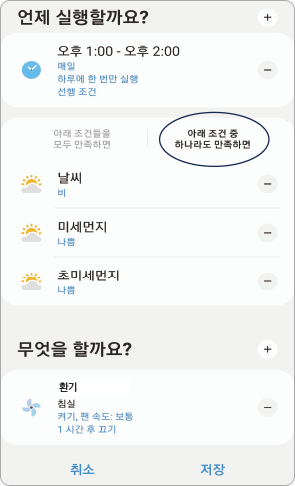 언제 실행할까요?
오후 1:00 - 오후 2:00
매일
하루에 한 번만 실행
선행 조건
아래 조건들을
모두 만족하면
아래 조건 중
하나라도 만족하면
날씨
비
미세먼지
나쁨
초미세먼지
나쁨
무엇을 할까요?
환기
침실
켜기, 팬 속도: 보통
1 시간 후 끄기
취소
저장